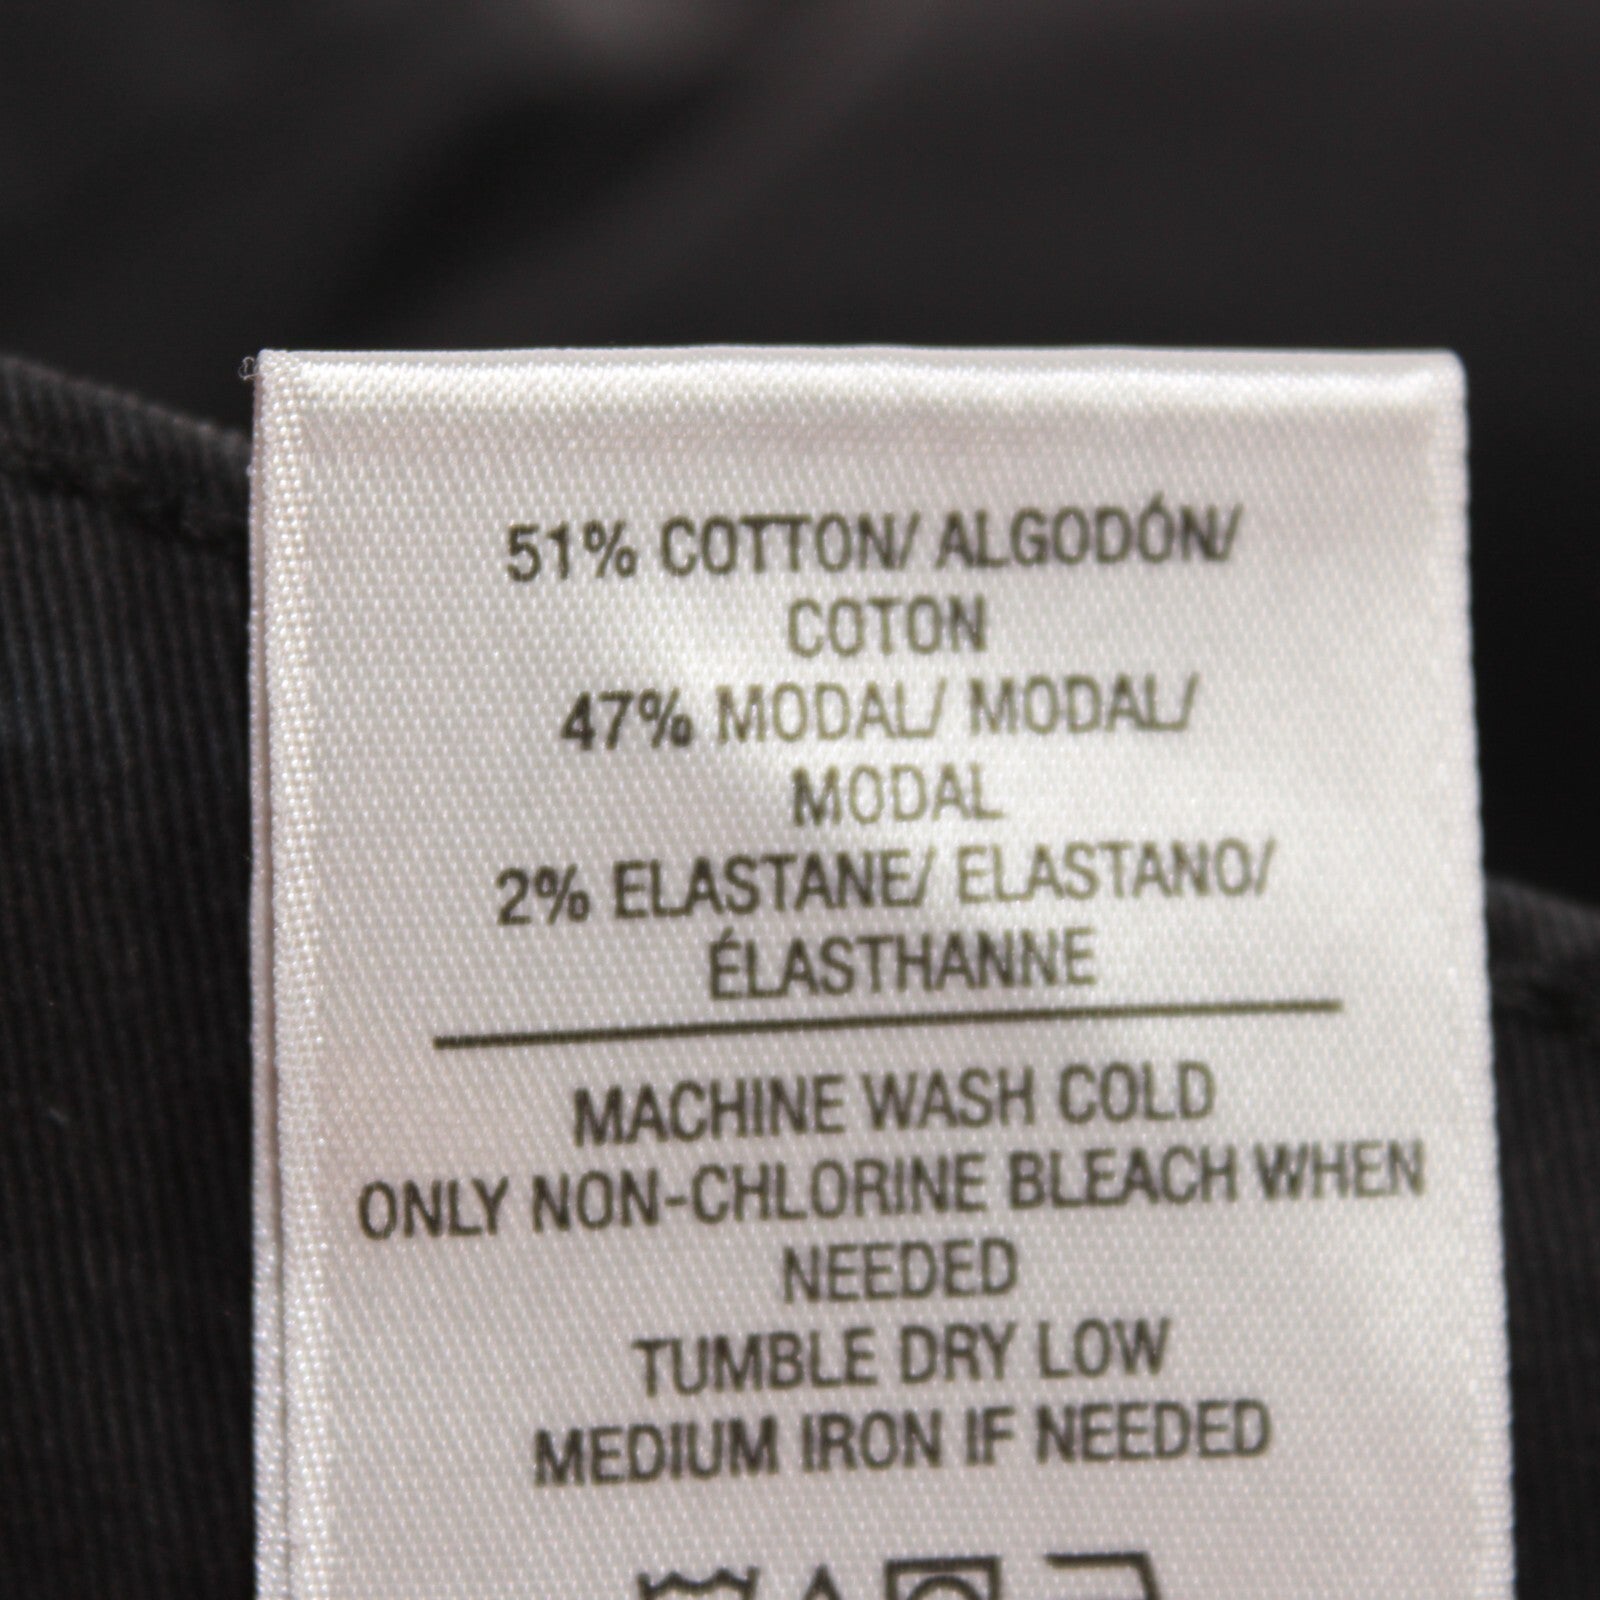 51% COTTON/ ALGODÓN/
COTON
47% MODAL/ MODAL/
MODAL
2% ELASTANE/ ELASTANO/
ÉLASTHANNE
MACHINE WASH COLD
ONLY NON-CHLORINE BLEACH WHEN
NEEDED
TUMBLE DRY LOW
MEDIUM IRON IF NEEDED